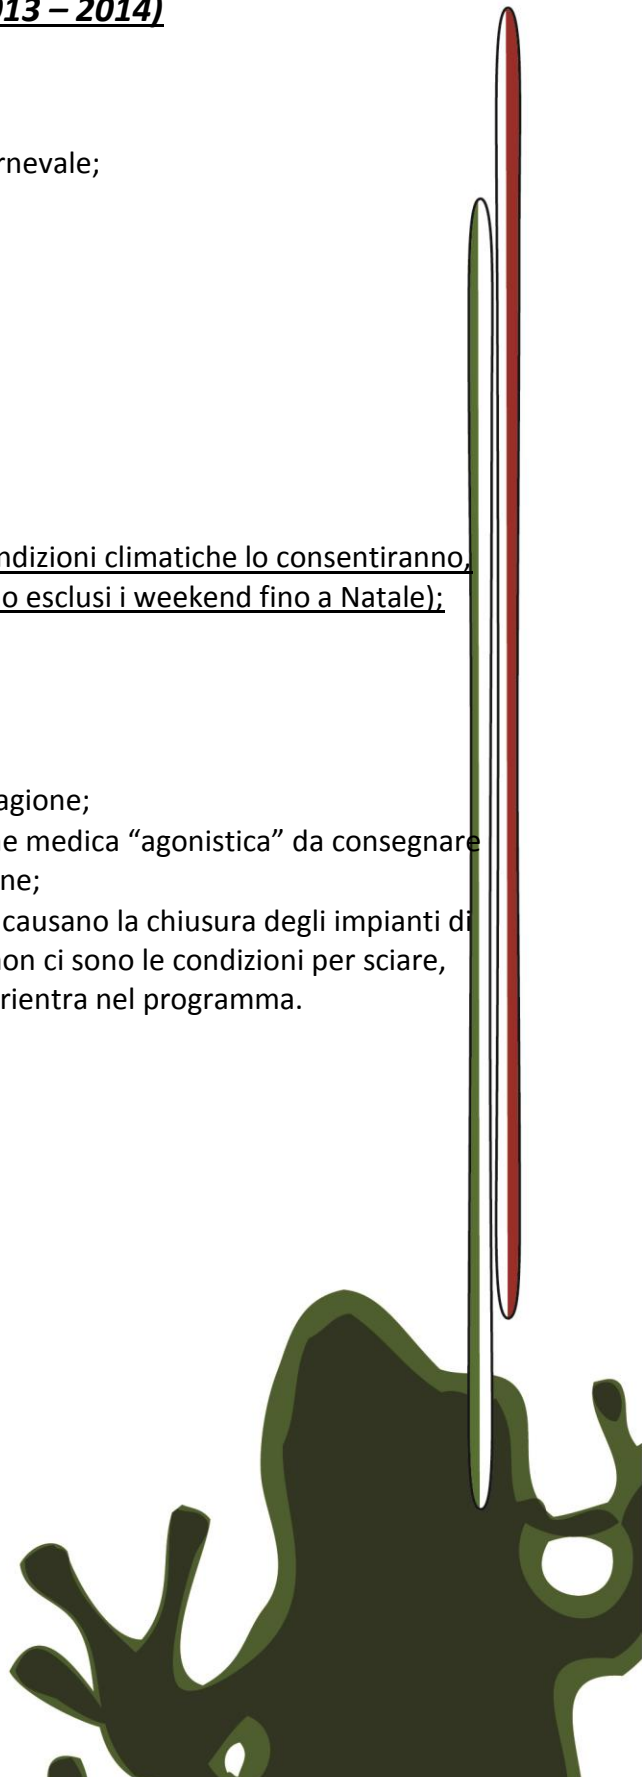 013 – 2014)
rnevale;
ndizioni climatiche lo consentiranno,
o esclusi i weekend fino a Natale);
agione;
e medica “agonistica” da consegnare
ne;
causano la chiusura degli impianti di
non ci sono le condizioni per sciare,
rientra nel programma.